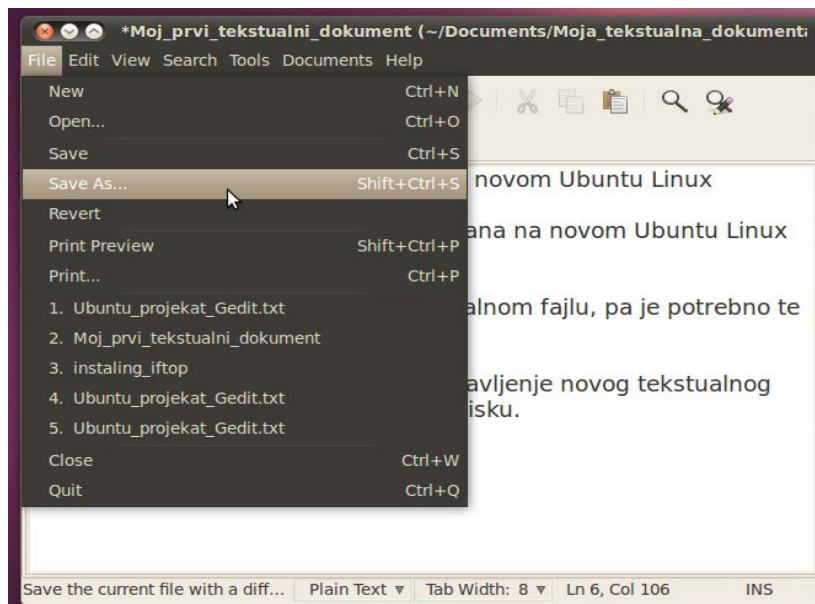 *Moj_prvi_tekstualni_dokument (~/Documents/Moja_tekstualna_dokumenta
File Edit View Search Tools Documents Help
New Ctrl+N
Open... Ctrl+O
Save Ctrl+S
Save As... Shift+Ctrl+S
Revert
Print Preview Shift+Ctrl+P
Print... Ctrl+P
1. Ubuntu_projekat_Gedit.txt
2. Moj_prvi_tekstualni_dokument
3. instaling_iftop
4. Ubuntu_projekat_Gedit.txt
5. Ubuntu_projekat_Gedit.txt
Close Ctrl+W
Quit Ctrl+Q
novom Ubuntu Linux
ana na novom Ubuntu Linux
alnom fajlu, pa je potrebno te
avljenje novog tekstualnog
isku.
Save the current file with a diff... Plain Text Tab Width: 8 Ln 6, Col 106 INS